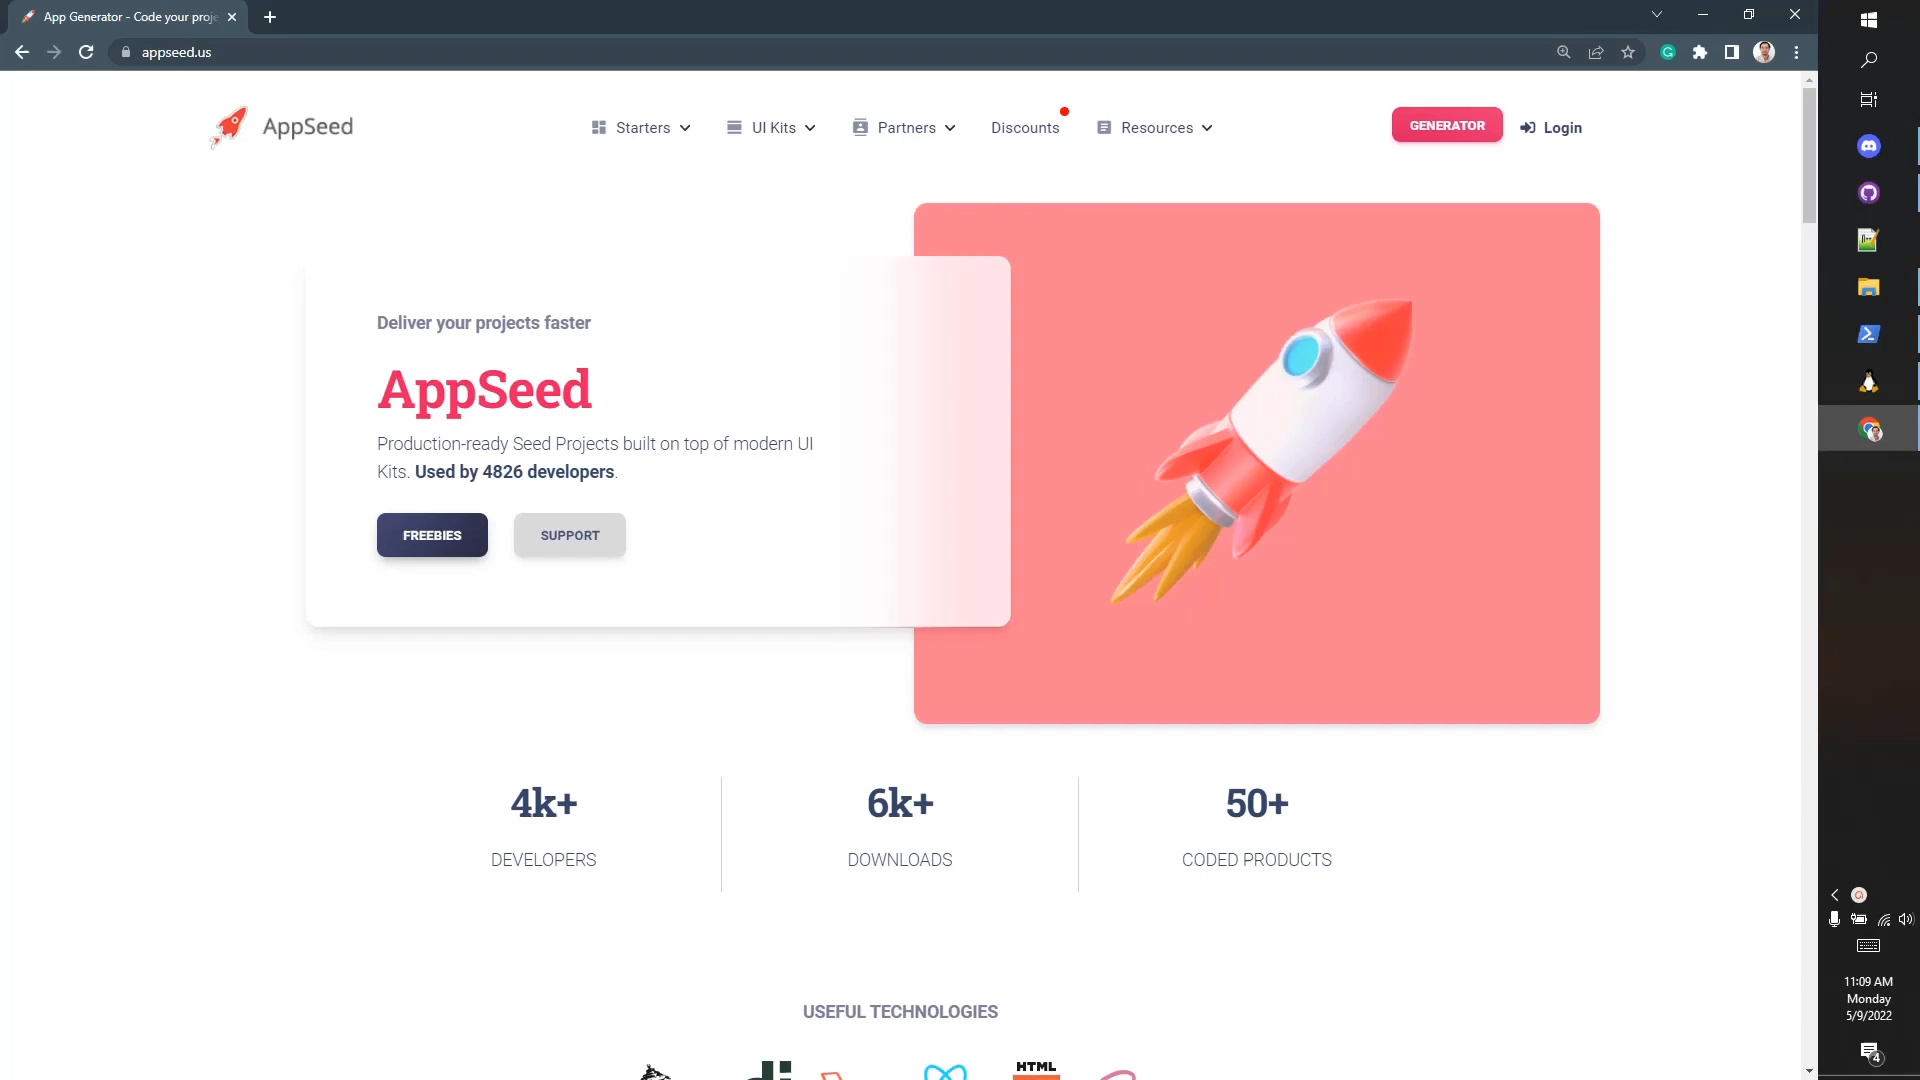 App Generator - Code your proje
appseed.us
AppSeed
Starters
UI Kits
Partners
Discounts
Resources
GENERATOR
Login
Deliver your projects faster
AppSeed
Production-ready Seed Projects built on top of modern UI
Kits. Used by 4826 developers.
FREEBIES
SUPPORT
4k+
6k+
50+
DEVELOPERS
DOWNLOADS
CODED PRODUCTS
USEFUL TECHNOLOGIES
HTML
11:09 AM
Monday
5/9/2022
4